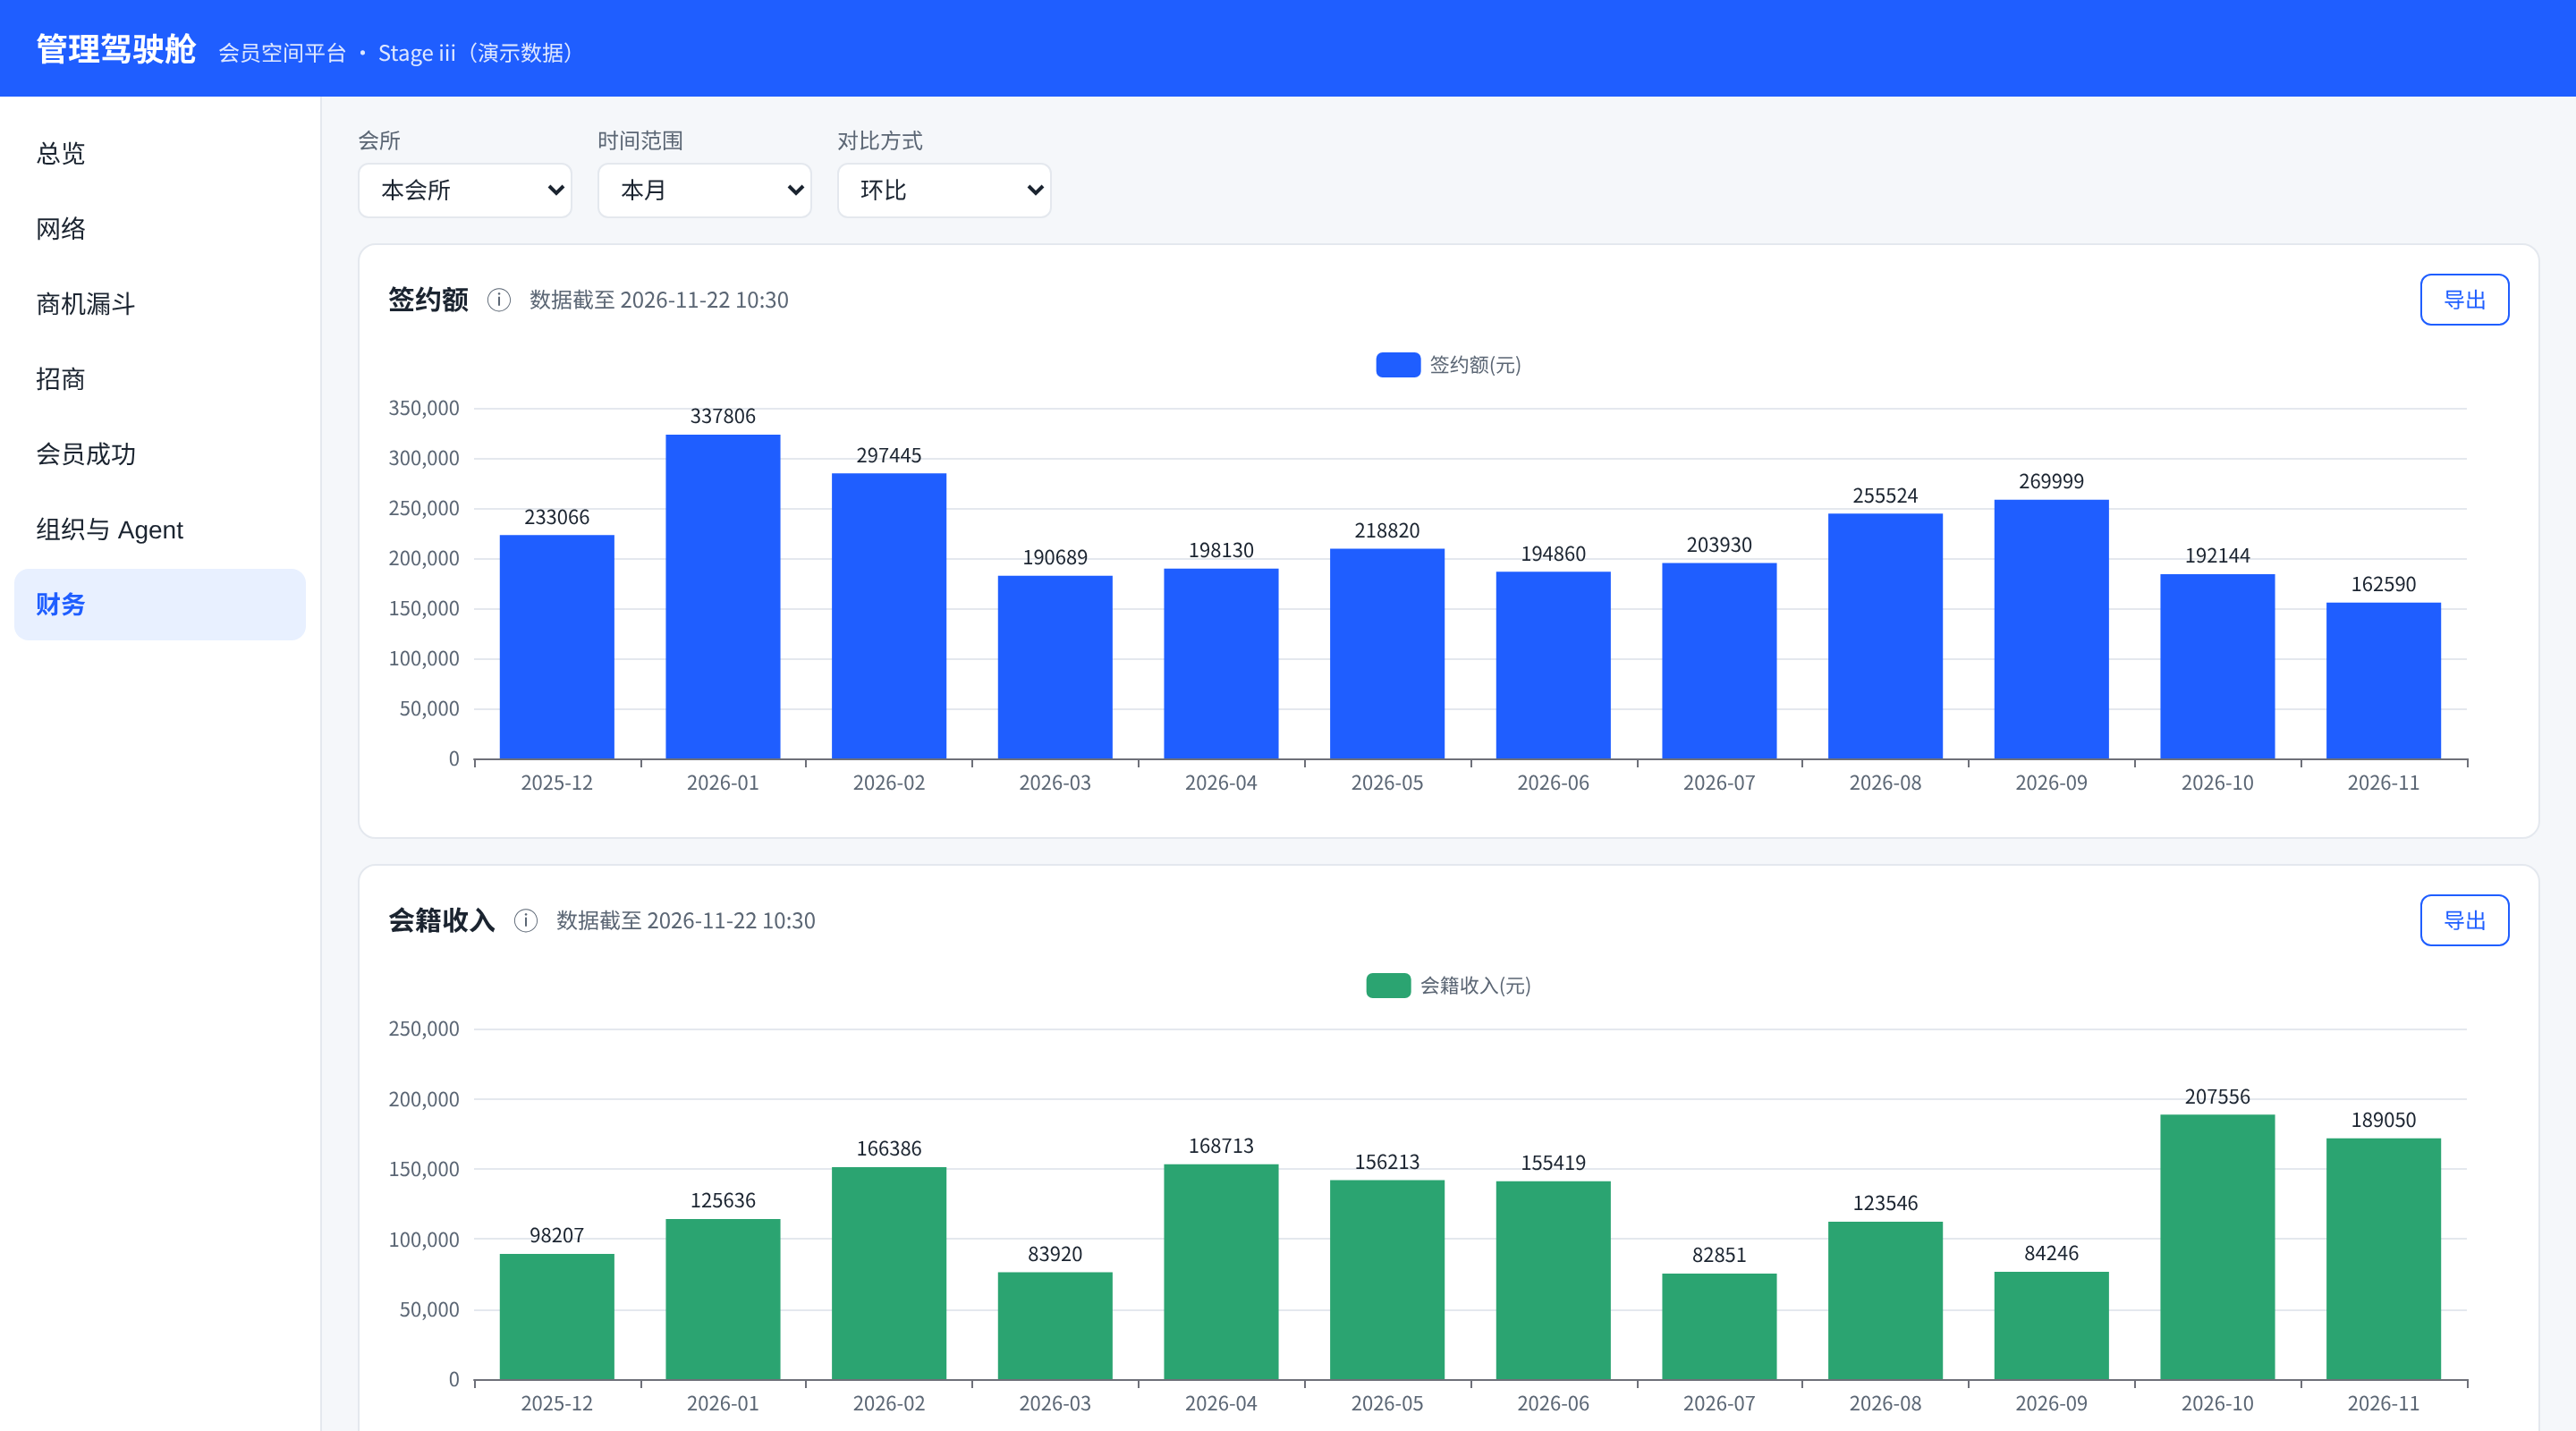 管理驾驶舱 会员空间平台 · Stage iii（演示数据）
总览
网络
商机漏斗
招商
会员成功
组织与 Agent
财务
会所 时间范围 对比方式
本会所 本月 环比
签约额 ⓘ 数据截至 2026-11-22 10:30 导出
签约额(元)
350,000
300,000
250,000
200,000
150,000
100,000
50,000
0
233066 337806 297445 190689 198130 218820 194860 203930 255524 269999 192144 162590
2025-12 2026-01 2026-02 2026-03 2026-04 2026-05 2026-06 2026-07 2026-08 2026-09 2026-10 2026-11
会籍收入 ⓘ 数据截至 2026-11-22 10:30 导出
会籍收入(元)
250,000
200,000
150,000
100,000
50,000
0
98207 125636 166386 83920 168713 156213 155419 82851 123546 84246 207556 189050
2025-12 2026-01 2026-02 2026-03 2026-04 2026-05 2026-06 2026-07 2026-08 2026-09 2026-10 2026-11